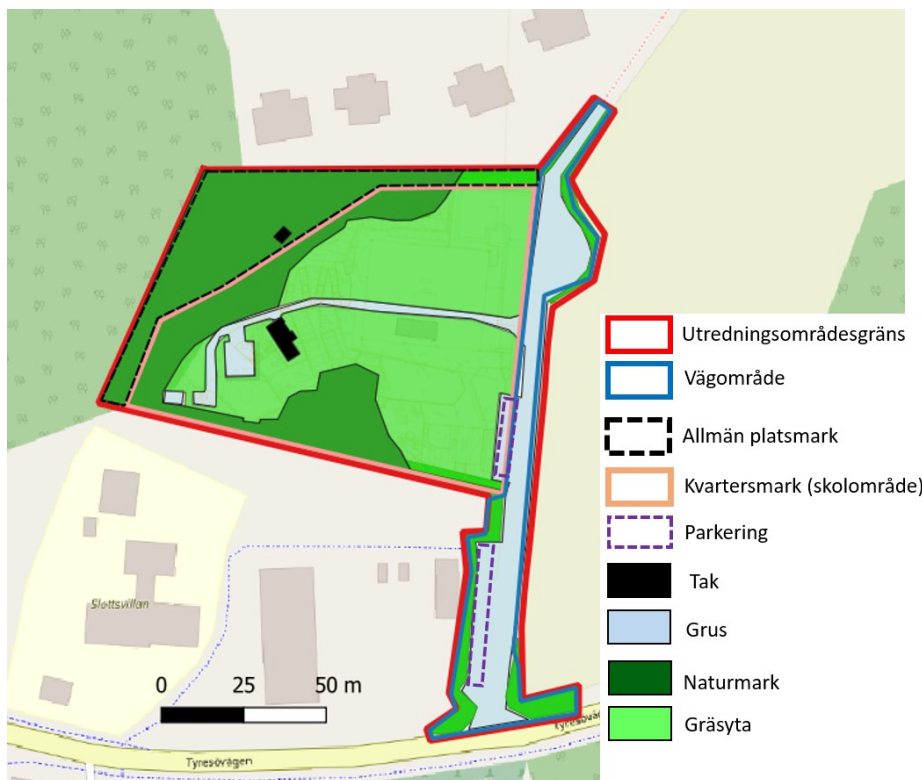 Utredningsområdesgräns
Vägområde
Allmän platsmark
Kvartersmark (skolområde)
Parkering
Tak
Grus
Naturmark
Gräsyta
Slottsvillan
0 25 50 m
Tyresövägen